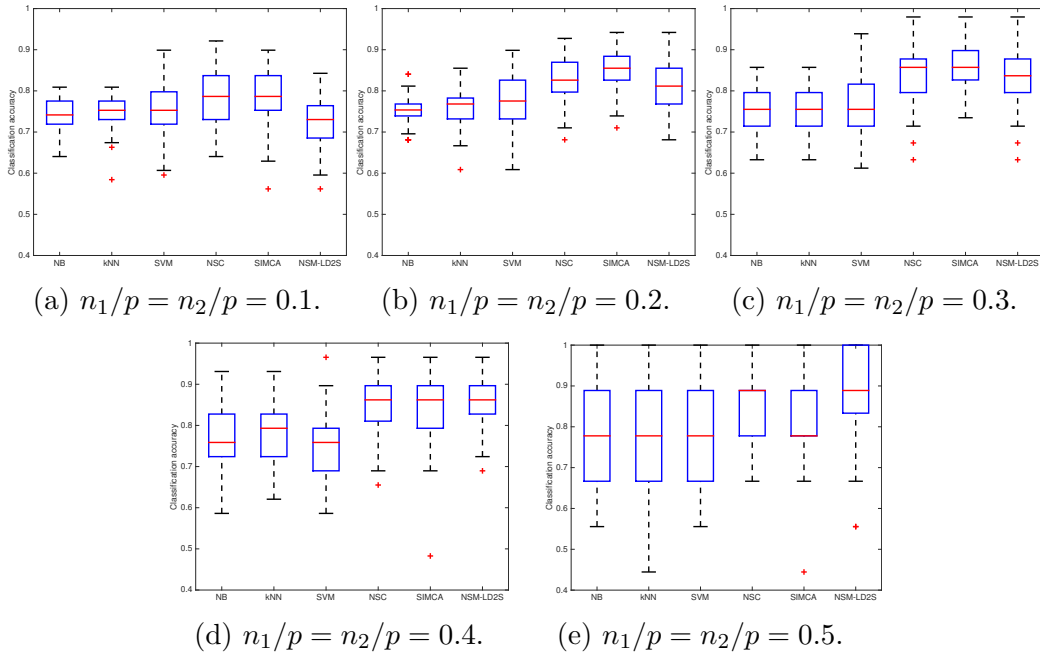 1
0.9
0.8
0.7
0.6
0.5
0.4
Classification accuracy
NB kNN SVM NSC SIMCA NSM-LD2S
(a) n₁/p = n₂/p = 0.1.
1
0.9
0.8
0.7
0.6
0.5
0.4
Classification accuracy
NB kNN SVM NSC SIMCA NSM-LD2S
(b) n₁/p = n₂/p = 0.2.
1
0.9
0.8
0.7
0.6
0.5
0.4
Classification accuracy
NB kNN SVM NSC SIMCA NSM-LD2S
(c) n₁/p = n₂/p = 0.3.
1
0.9
0.8
0.7
0.6
0.5
0.4
Classification accuracy
NB kNN SVM NSC SIMCA NSM-LD2S
(d) n₁/p = n₂/p = 0.4.
1
0.9
0.8
0.7
0.6
0.5
0.4
Classification accuracy
NB kNN SVM NSC SIMCA NSM-LD2S
(e) n₁/p = n₂/p = 0.5.